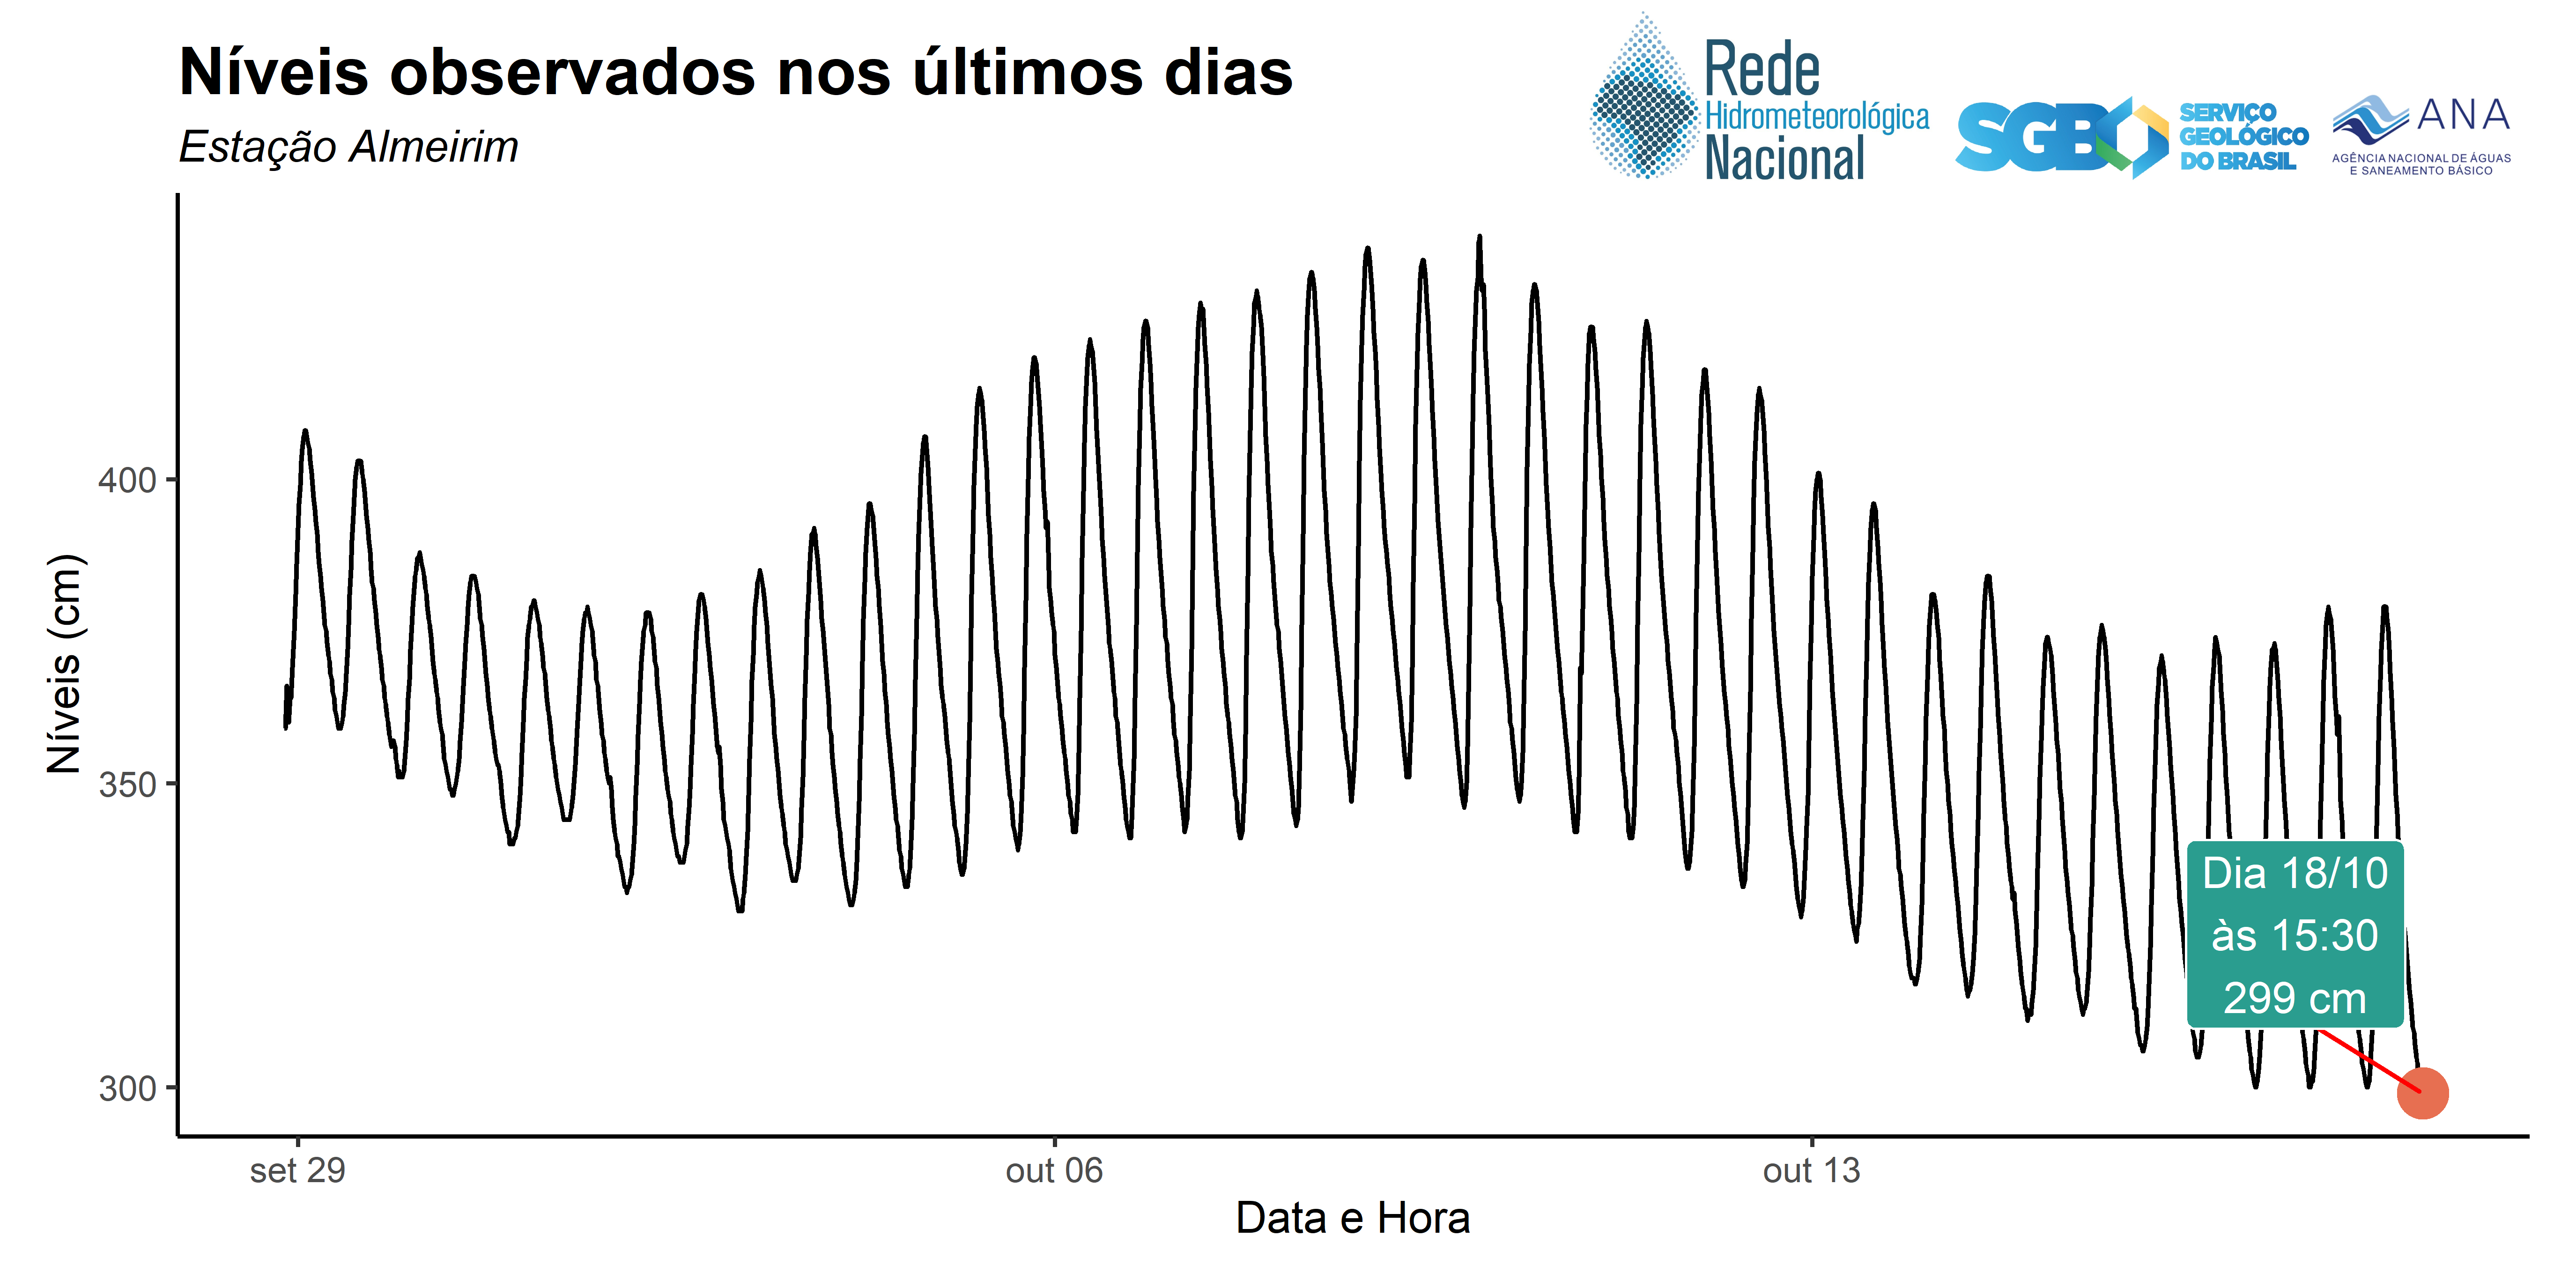 Níveis observados nos últimos dias
Estação Almeirim
Rede
Hidrometeorológica
Nacional
SGB
SERVIÇO
GEOLÓGICO
DO BRASIL
ANA
AGÊNCIA NACIONAL DE ÁGUAS
E SANEAMENTO BÁSICO
Níveis (cm)
400
350
300
Dia 18/10
às 15:30
299 cm
set 29
out 06
out 13
Data e Hora